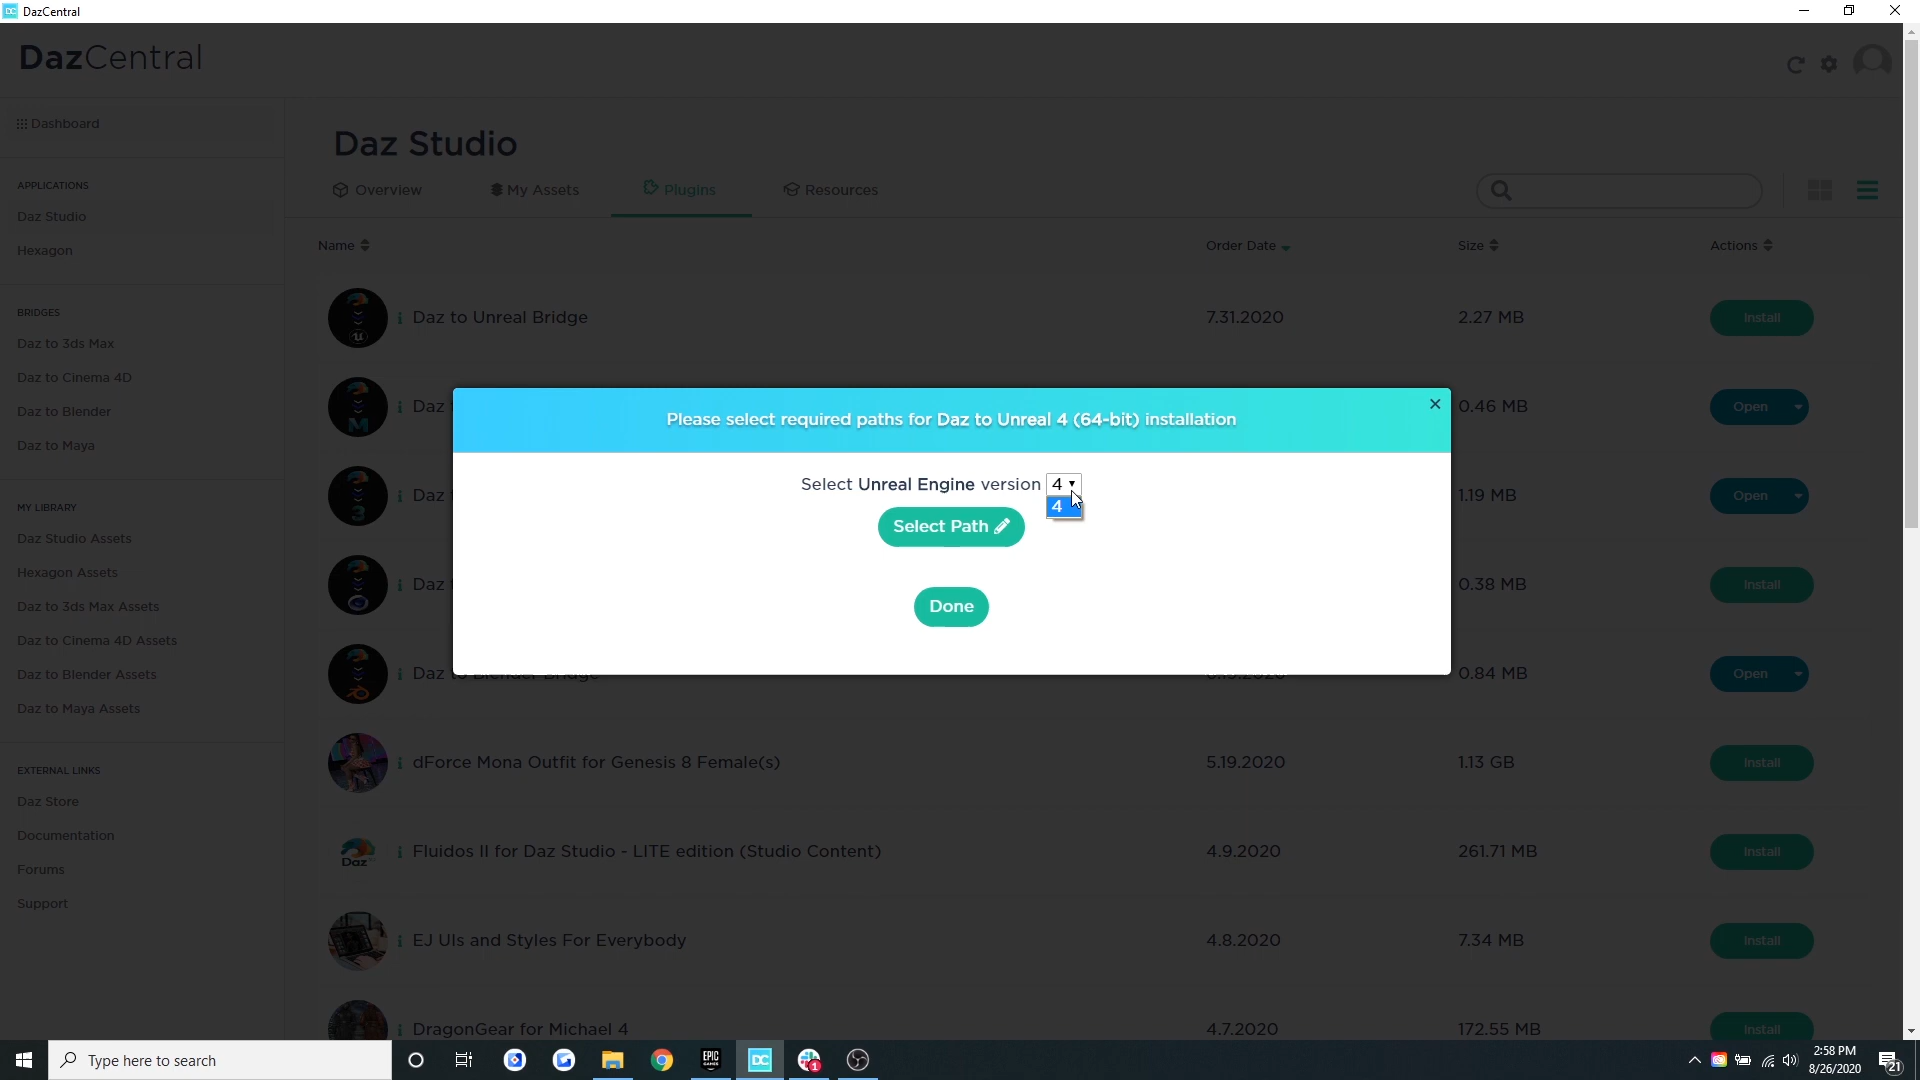 DazCentral
DazCentral
Dashboard
APPLICATIONS
Daz Studio
Hexagon
BRIDGES
Daz to 3ds Max
Daz to Cinema 4D
Daz to Blender
Daz to Maya
MY LIBRARY
Daz Studio Assets
Hexagon Assets
Daz to 3ds Max Assets
Daz to Cinema 4D Assets
Daz to Blender Assets
Daz to Maya Assets
EXTERNAL LINKS
Daz Store
Documentation
Forums
Support
Daz Studio
Overview My Assets Plugins Resources
Name Order Date Size Actions
Daz to Unreal Bridge 7.31.2020 2.27 MB Install
Daz 0.46 MB Open
Please select required paths for Daz to Unreal 4 (64-bit) installation
Select Unreal Engine version 4
4
Select Path
Done
Daz 1.19 MB Open
Daz 0.38 MB Install
Daz to Blender Bridge 0.84 MB Open
dForce Mona Outfit for Genesis 8 Female(s) 5.19.2020 1.13 GB Install
Daz
Fluidos II for Daz Studio - LITE edition (Studio Content) 4.9.2020 261.71 MB Install
EJ UIs and Styles For Everybody 4.8.2020 7.34 MB Install
DragonGear for Michael 4 4.7.2020 172.55 MB Install
Type here to search
EPIC GAMES
DC
1
2:58 PM
8/26/2020
21